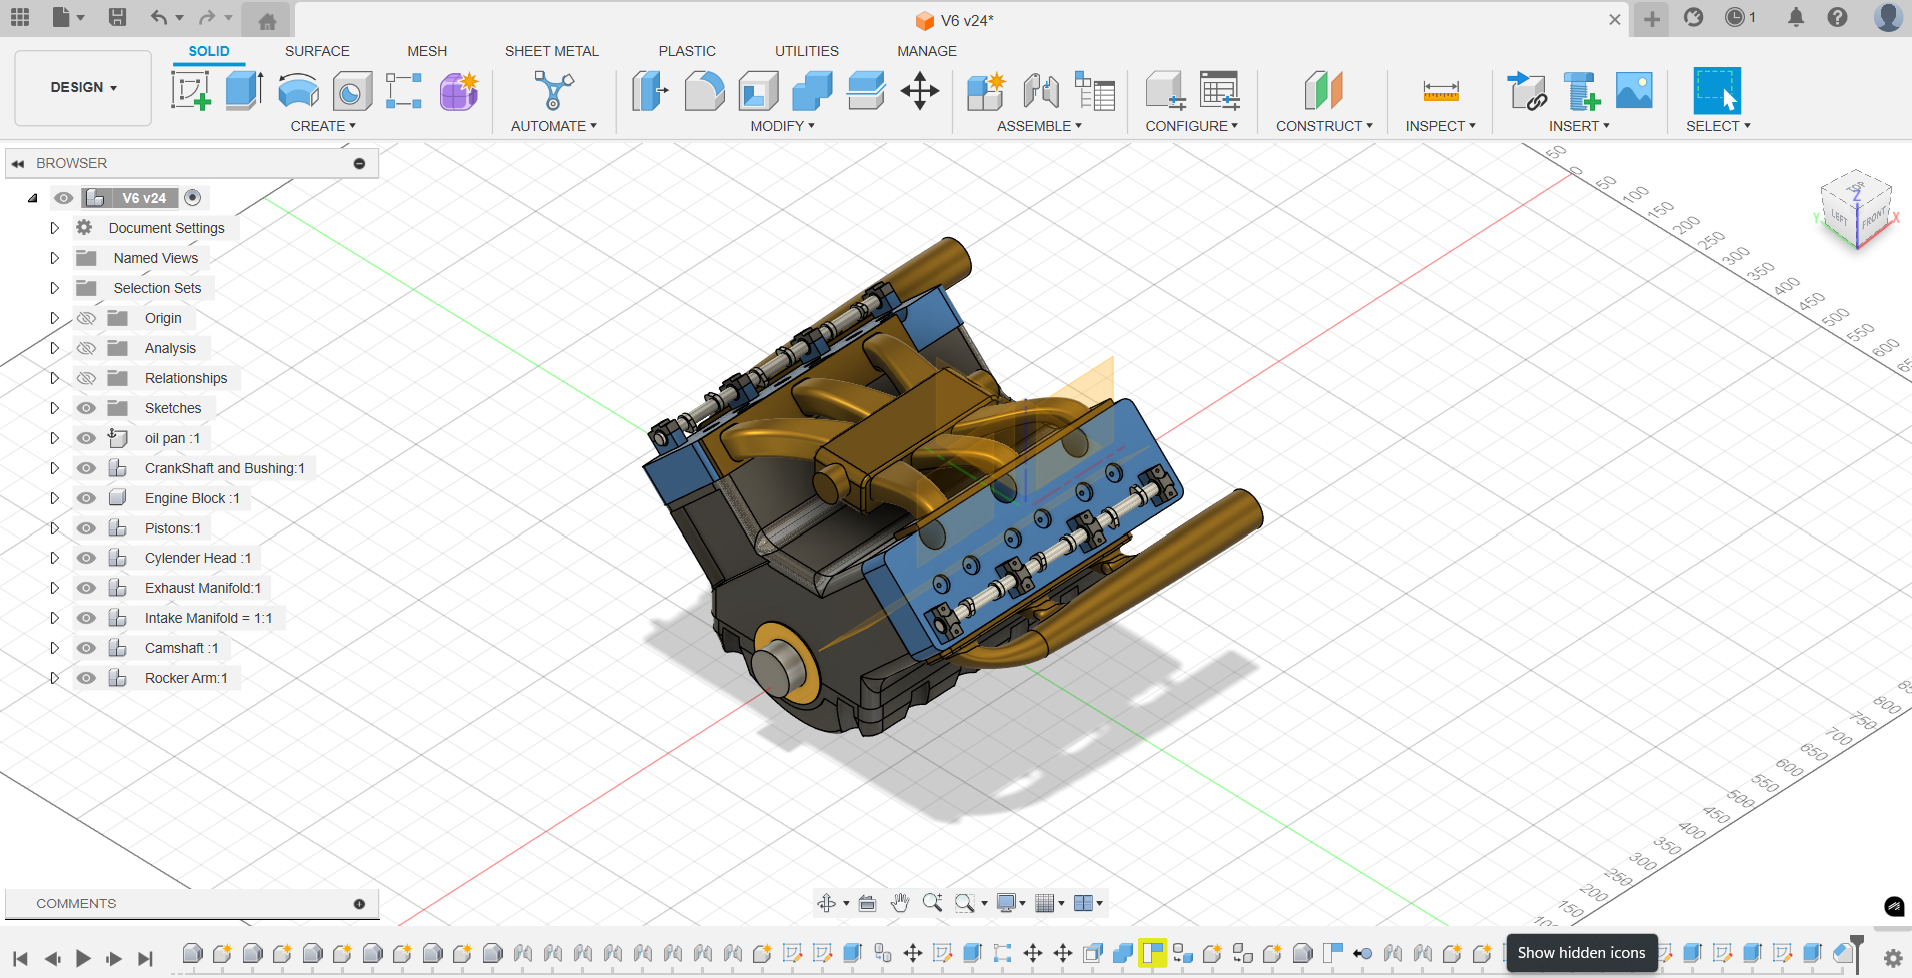 V6 v24*
1
SOLID
SURFACE
MESH
SHEET METAL
PLASTIC
UTILITIES
MANAGE
DESIGN
CREATE
AUTOMATE
MODIFY
ASSEMBLE
CONFIGURE
CONSTRUCT
INSPECT
INSERT
SELECT
BROWSER
V6 v24
Document Settings
Named Views
Selection Sets
Origin
Analysis
Relationships
Sketches
oil pan :1
CrankShaft and Bushing:1
Engine Block :1
Pistons:1
Cylender Head :1
Exhaust Manifold:1
Intake Manifold = 1:1
Camshaft :1
Rocker Arm:1
50
0
50
100
150
200
250
300
350
400
450
500
550
600
TOP
LEFT
FRONT
Z
Y
X
800
750
700
650
600
550
500
450
400
350
300
250
200
150
COMMENTS
Show hidden icons